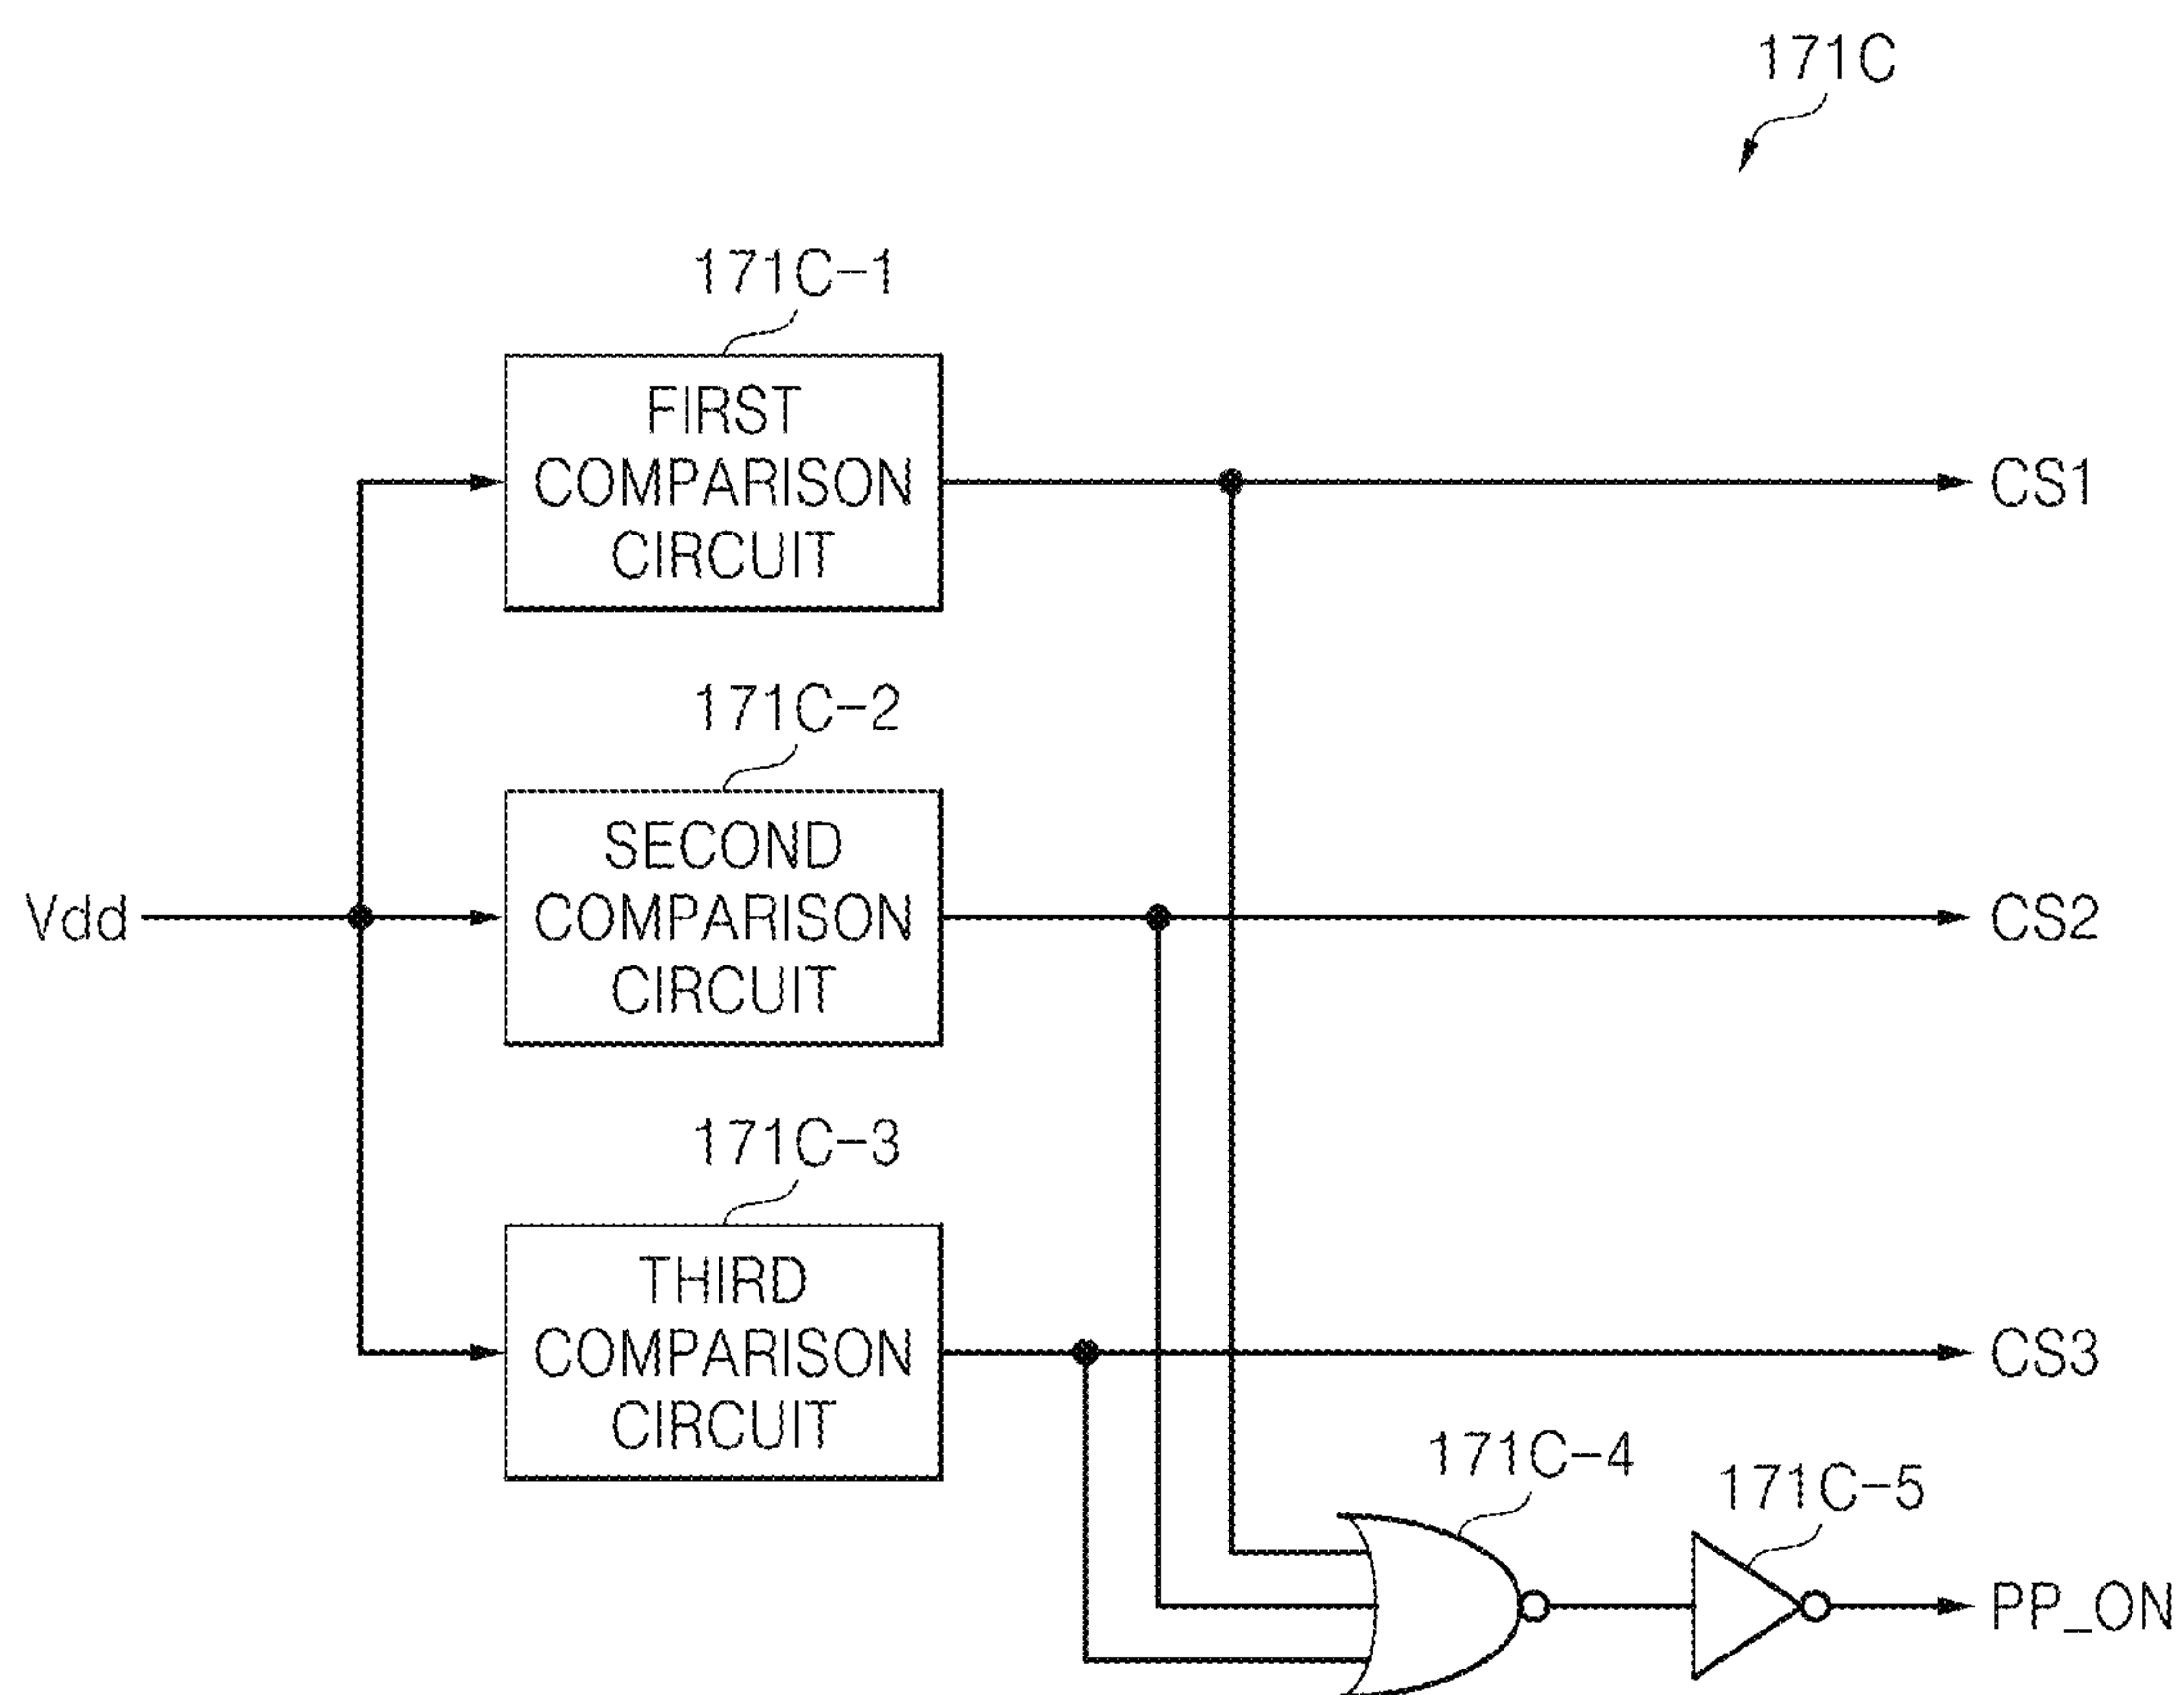 171C
171C-1
FIRST
COMPARISON
CIRCUIT
CS1
171C-2
SECOND
COMPARISON
CIRCUIT
Vdd
CS2
171C-3
THIRD
COMPARISON
CIRCUIT
CS3
171C-4
171C-5
PP_ON